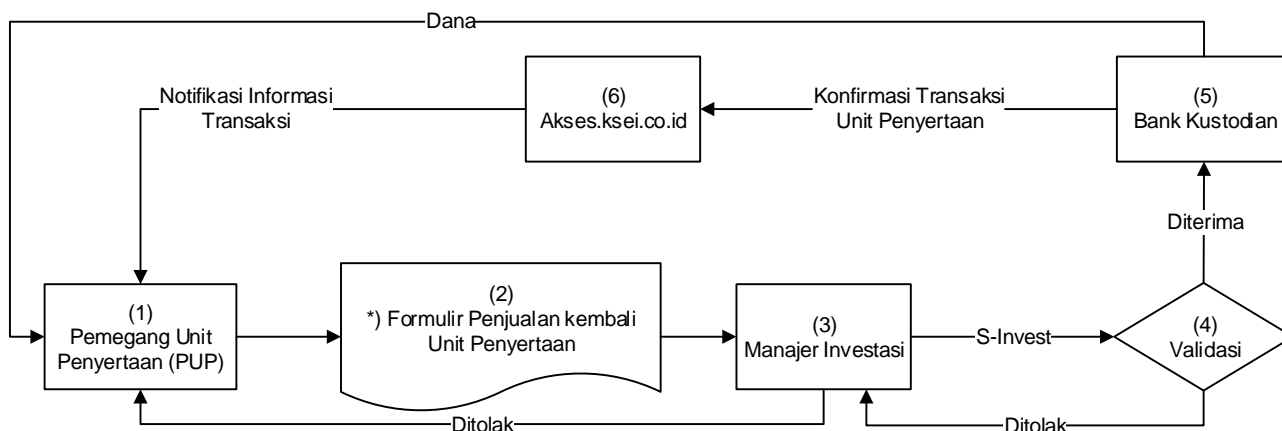 Dana
Notifikasi Informasi
Transaksi
(6)
Akses.ksei.co.id
Konfirmasi Transaksi
Unit Penyertaan
(5)
Bank Kustodian
Diterima
(1)
Pemegang Unit
Penyertaan (PUP)
(2)
*) Formulir Penjualan kembali
Unit Penyertaan
(3)
Manajer Investasi
S-Invest
(4)
Validasi
Ditolak
Ditolak